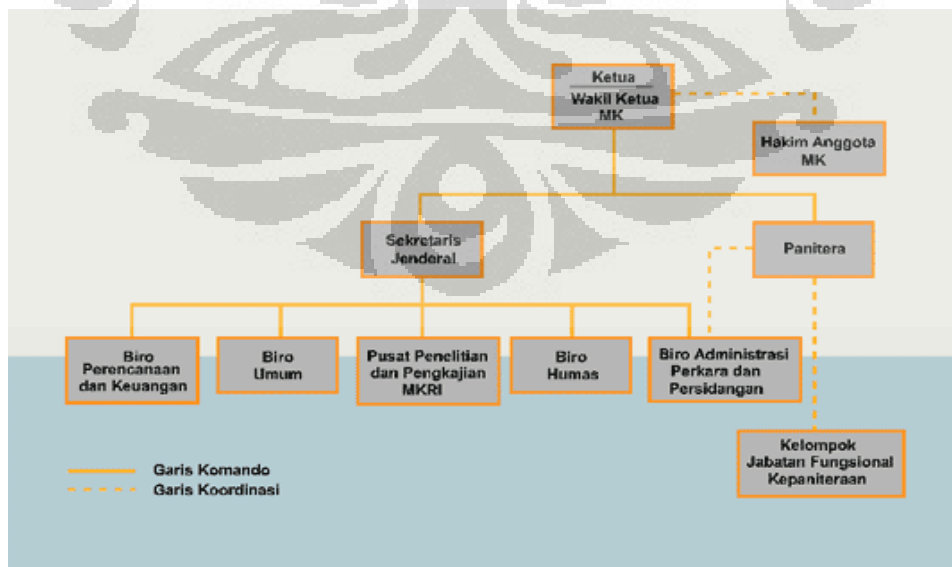 Ketua
Wakil Ketua
MK
Hakim Anggota
MK
Sekretaris
Jenderal
Panitera
Biro
Perencanaan
dan Keuangan
Biro
Umum
Pusat Penelitian
dan Pengkajian
MKRI
Biro
Humas
Biro Administrasi
Perkara dan
Persidangan
Kelompok
Jabatan Fungsional
Kepaniteraan
Garis Komando
Garis Koordinasi